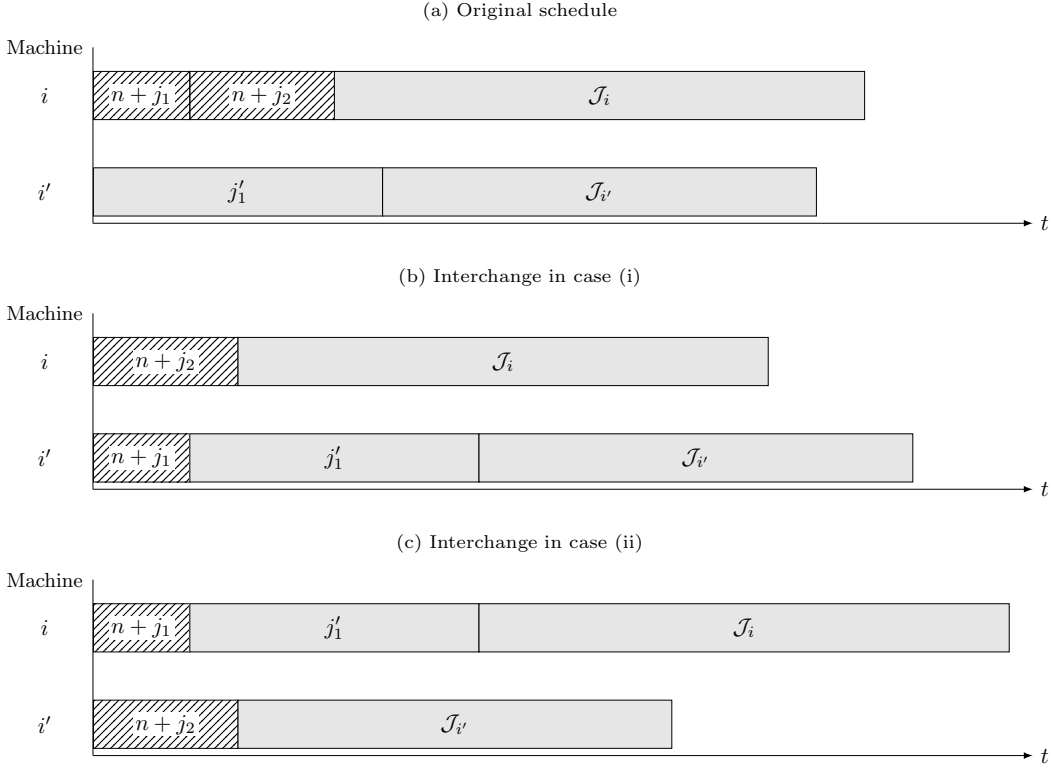 (a) Original schedule
Machine
i n + j₁ n + j₂ 𝒥ᵢ
i′ j′₁ 𝒥ᵢ′
t
(b) Interchange in case (i)
Machine
i n + j₂ 𝒥ᵢ
i′ n + j₁ j′₁ 𝒥ᵢ′
t
(c) Interchange in case (ii)
Machine
i n + j₁ j′₁ 𝒥ᵢ
i′ n + j₂ 𝒥ᵢ′
t